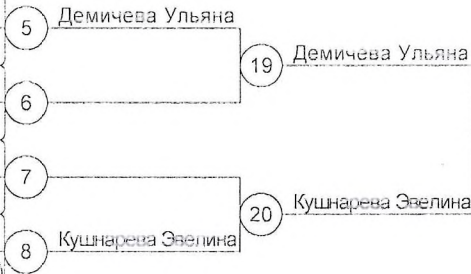 5 Демичева Ульяна
19 Демичева Ульяна
6
7
20 Кушнарева Эвелина
8 Кушнарева Эвелина